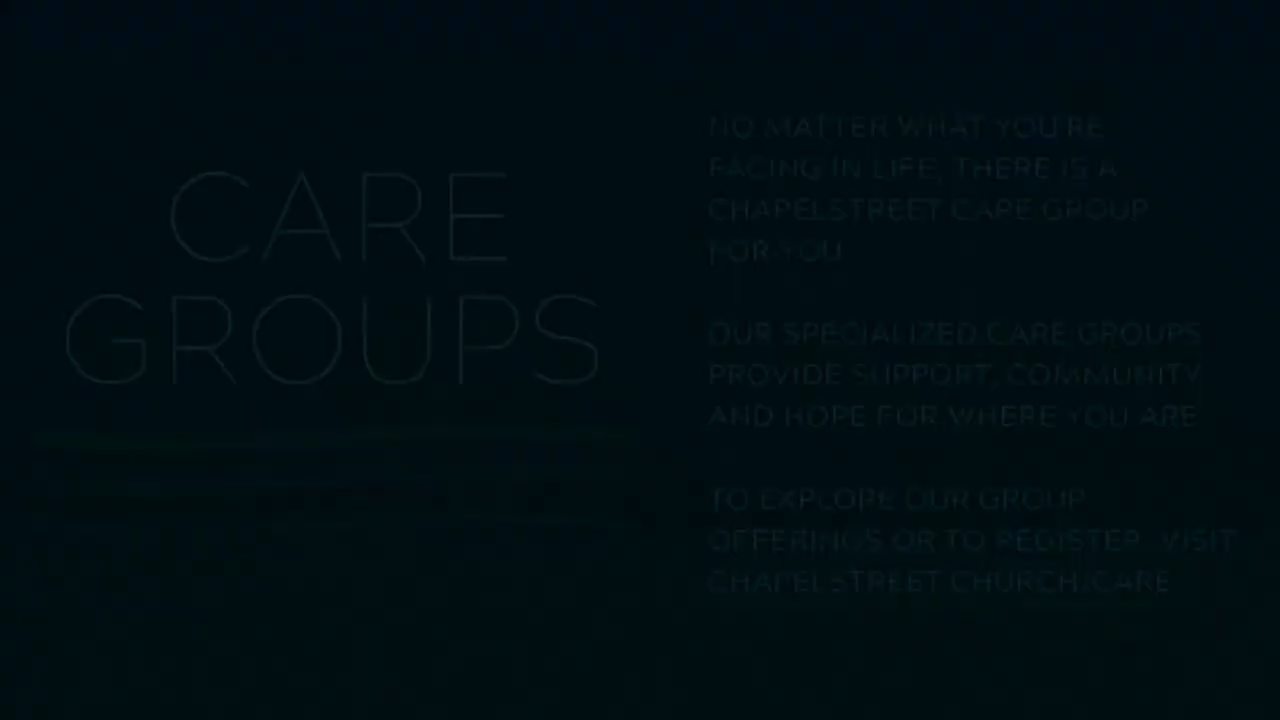 CARE
GROUPS
NO MATTER WHAT YOU'RE
FACING IN LIFE, THERE IS A
CHAPELSTREET CARE GROUP
FOR YOU
OUR SPECIALIZED CARE GROUPS
PROVIDE SUPPORT, COMMUNITY
AND HOPE FOR WHERE YOU ARE
TO EXPLORE OUR GROUP
OFFERINGS OR TO REGISTER, VISIT
CHAPELSTREET.CHURCH/CARE